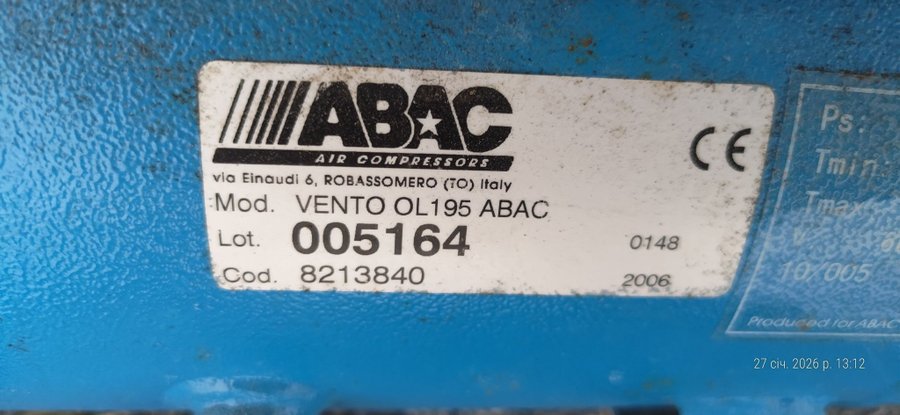 ABAC
AIR COMPRESSORS
via Einaudi 6, ROBASSOMERO (TO) Italy
Mod. VENTO OL195 ABAC
Lot. 005164 0148
Cod. 8213840 2006
CE
Ps
Tmin
Tmax
10/005
Produced for ABAC
27 січ. 2026 р. 13:12